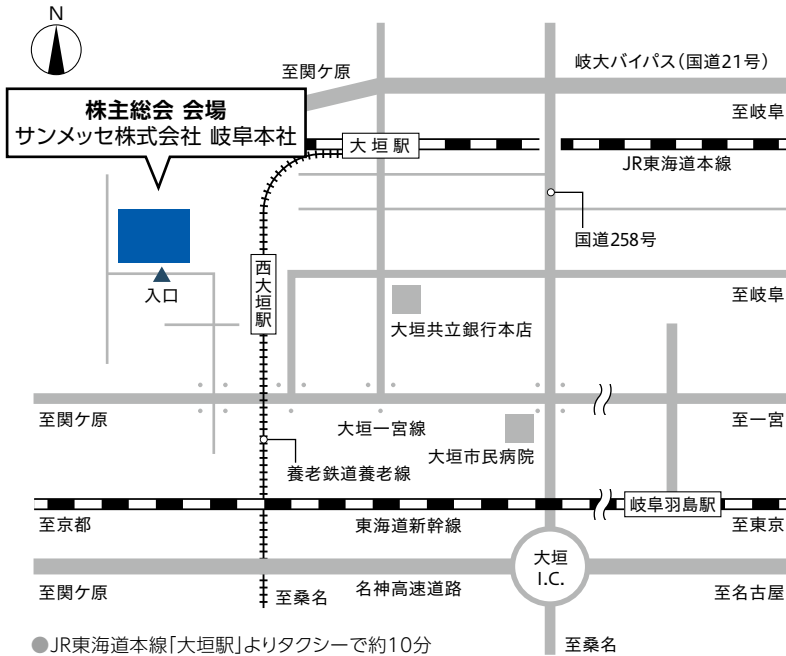 N
至関ケ原
岐大バイパス(国道21号)
株主総会 会場
サンメッセ株式会社 岐阜本社
至岐阜
大垣駅
JR東海道本線
国道258号
西大垣駅
入口
至岐阜
大垣共立銀行本店
至関ケ原
大垣一宮線
至一宮
大垣市民病院
養老鉄道養老線
岐阜羽島駅
至京都
東海道新幹線
至東京
大垣
I.C.
至関ケ原
至桑名
名神高速道路
至名古屋
●JR東海道本線「大垣駅」よりタクシーで約10分
至桑名